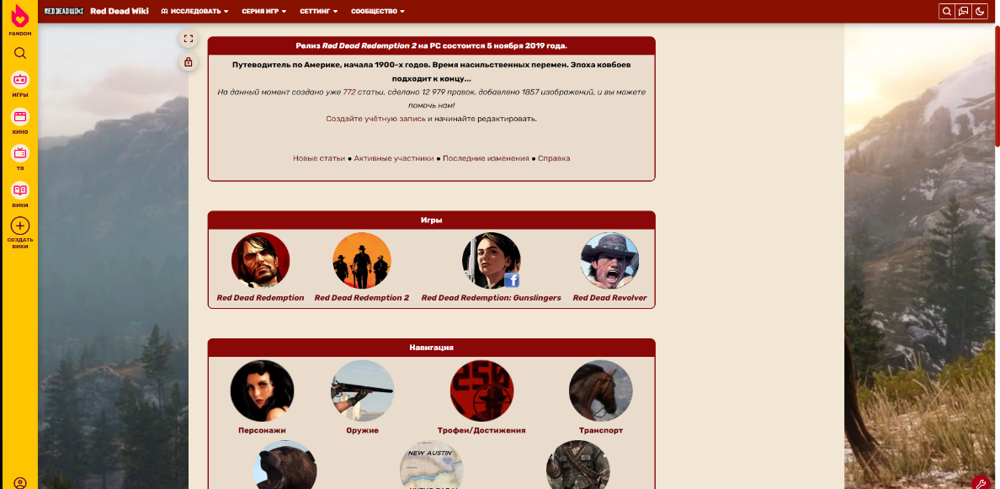 RED DEAD WIKI
Red Dead Wiki
ИССЛЕДОВАТЬ
СЕРИЯ ИГР
СЕТТИНГ
СООБЩЕСТВО
FANDOM
ИГРЫ
КИНО
ТВ
ВИКИ
СОЗДАТЬ
ВИКИ
Релиз Red Dead Redemption 2 на PC состоится 5 ноября 2019 года.
Путеводитель по Америке, начала 1900-х годов. Время насильственных перемен. Эпоха ковбоев
подходит к концу...
На данный момент создано уже 772 статьи, сделано 12 979 правок, добавлено 1857 изображений, и вы можете
помочь нам!
Создайте учётную запись и начинайте редактировать.
Новые статьи ● Активные участники ● Последние изменения ● Справка
Игры
f
Red Dead Redemption
Red Dead Redemption 2
Red Dead Redemption: Gunslingers
Red Dead Revolver
Навигация
Персонажи
Оружие
Трофеи/Достижения
Транспорт
NEW AUSTIN